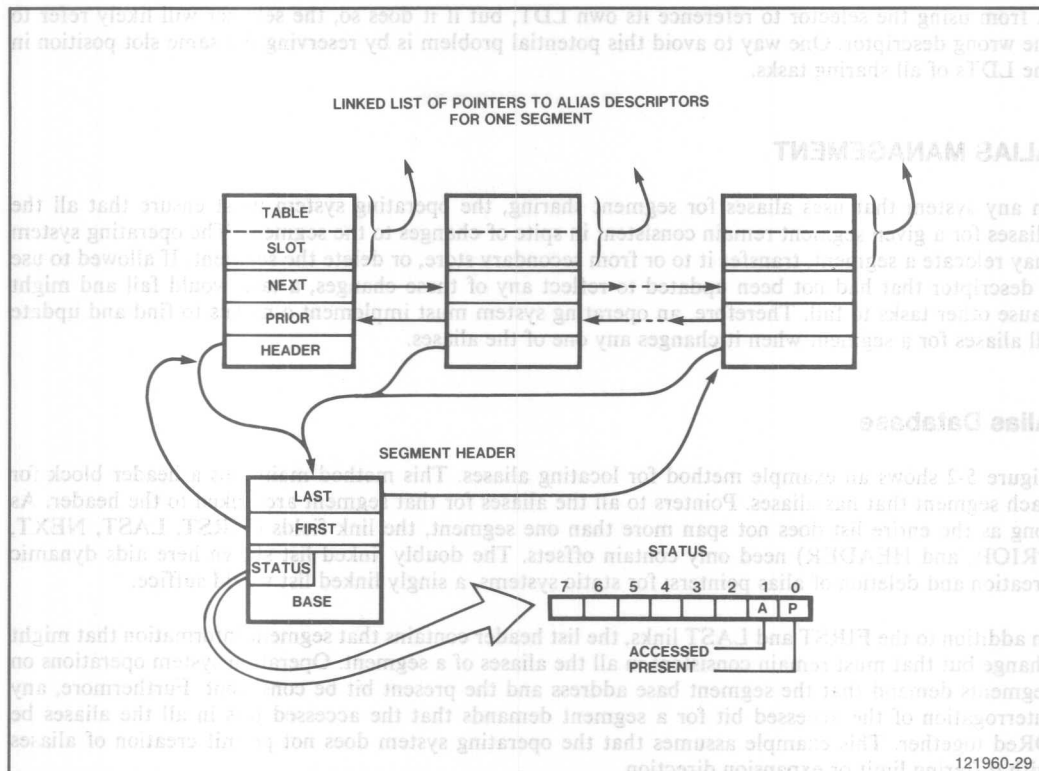 from using the selector to reference its own LDT, but if it does so, the selector will likely refer to
the wrong descriptor. One way to avoid this potential problem is by reserving the same slot position in
the LDTs of all sharing tasks.
LINKED LIST OF POINTERS TO ALIAS DESCRIPTORS
FOR ONE SEGMENT
ALIAS MANAGEMENT
any system that uses aliases for segment sharing, the operating system must ensure that all the
aliases for a given segment remain consistent in spite of changes to the segment. The operating system
may relocate a segment, transfer it to or from secondary store, or delete the segment. If allowed to use
descriptor that had not been updated to reflect any of these changes, would fail and might
cause other tasks to fail. Therefore, an operating system must implement a to find and update
all aliases for a segment when it changes any one of the aliases.
TABLE
SLOT
NEXT
PRIOR
HEADER
Alias Database
SEGMENT HEADER
Figure 5-2 shows an example method for locating aliases. This method maintains a header block for
each segment that has aliases. Pointers to all the aliases for that segment are linked to the header. As
long as the entire list does not span more than one segment, the link fields (FIRST, LAST, NEXT,
PRIOR, and HEADER) need only contain offsets. The doubly linked list shown here aids dynamic
creation and deletion of alias pointers; for static systems, a singly linked list would suffice.
LAST
FIRST
STATUS
BASE
STATUS
7 6 5 4 3 2 1 0
A P
ACCESSED
PRESENT
In addition to the FIRST and LAST links, the list header contains that segment information that might
change but that must remain consistent in all the aliases of a segment. Operating system operations on
segments demand that the segment base address and the present bit be consistent. Furthermore, any
interrogation of the accessed bit for a segment demands that the accessed bits in all the aliases be
ORed together. This example assumes that the operating system does not permit creation of aliases
limit or expansion direction.
121960-29